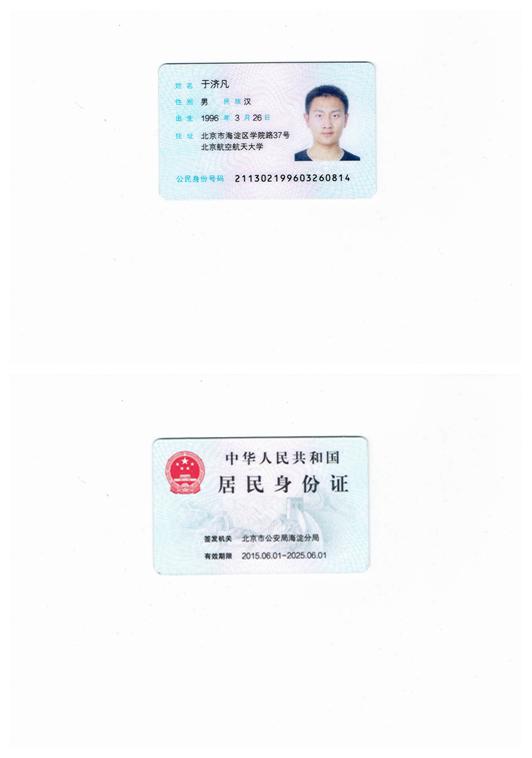 姓名 于济凡
性别 男 民族 汉
出生 1996 年 3 月 26 日
住址 北京市海淀区学院路37号
北京航空航天大学
公民身份号码 211302199603260814
中华人民共和国
居民身份证
签发机关 北京市公安局海淀分局
有效期限 2015.06.01-2025.06.01